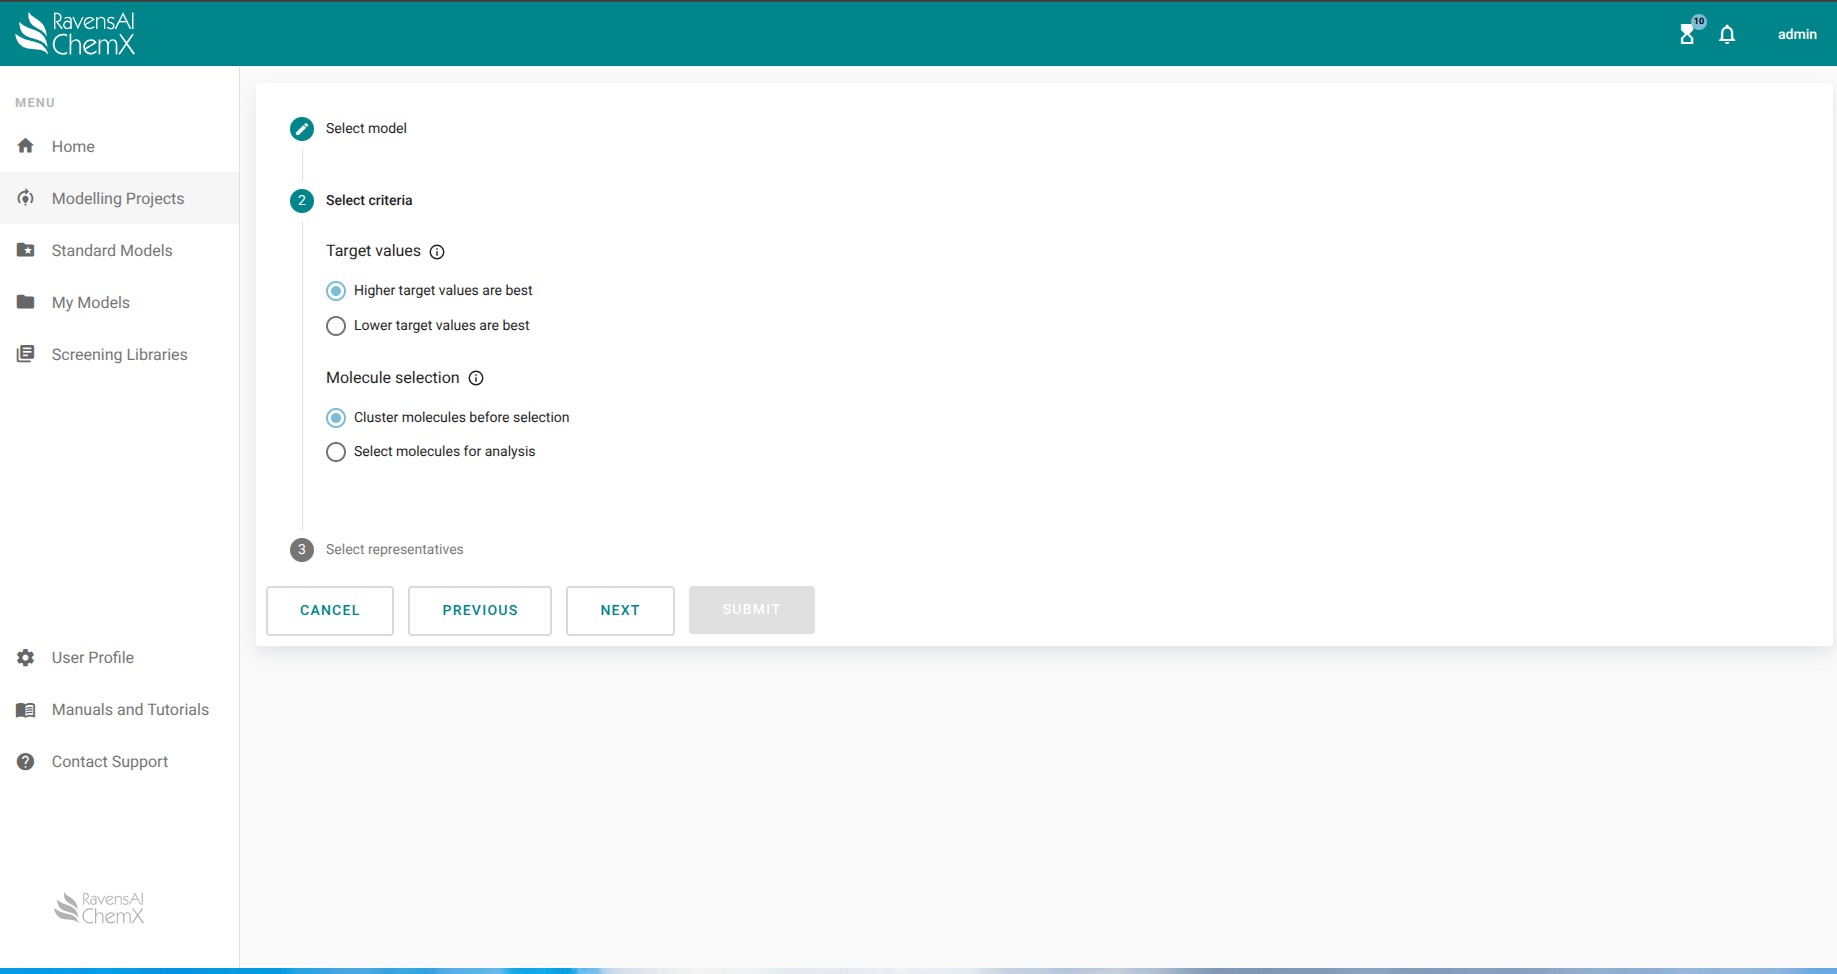 RavensAI
ChemX
10
admin
MENU
Home
Modelling Projects
Standard Models
My Models
Screening Libraries
User Profile
Manuals and Tutorials
Contact Support
RavensAI
ChemX
Select model
2 Select criteria
Target values
Higher target values are best
Lower target values are best
Molecule selection
Cluster molecules before selection
Select molecules for analysis
3 Select representatives
CANCEL PREVIOUS NEXT SUBMIT